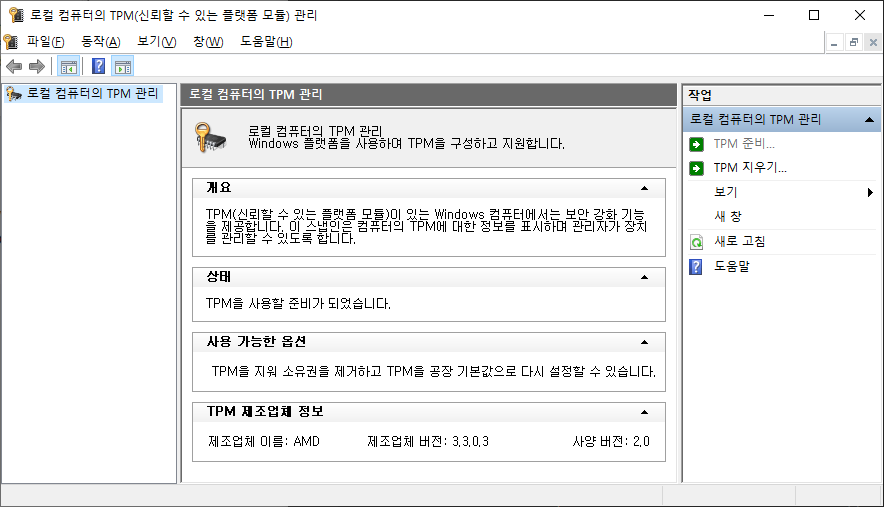 로컬 컴퓨터의 TPM(신뢰할 수 있는 플랫폼 모듈) 관리
파일(F) 동작(A) 보기(V) 창(W) 도움말(H)
로컬 컴퓨터의 TPM 관리
로컬 컴퓨터의 TPM 관리
로컬 컴퓨터의 TPM 관리
Windows 플랫폼을 사용하여 TPM을 구성하고 지원합니다.
개요
TPM(신뢰할 수 있는 플랫폼 모듈)이 있는 Windows 컴퓨터에서는 보안 강화 기능
을 제공합니다. 이 스냅인은 컴퓨터의 TPM에 대한 정보를 표시하며 관리자가 장치
를 관리할 수 있도록 합니다.
상태
TPM을 사용할 준비가 되었습니다.
사용 가능한 옵션
TPM을 지워 소유권을 제거하고 TPM을 공장 기본값으로 다시 설정할 수 있습니다.
TPM 제조업체 정보
제조업체 이름: AMD 제조업체 버전: 3.3.0.3 사양 버전: 2.0
작업
로컬 컴퓨터의 TPM 관리
TPM 준비...
TPM 지우기...
보기
새 창
새로 고침
도움말